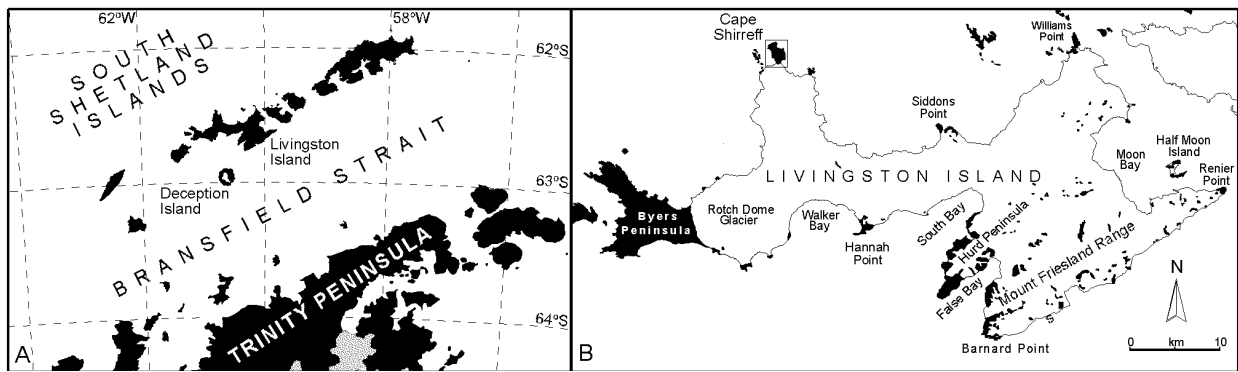 62ºW
58ºW
62ºS
SOUTH
SHETLAND
ISLANDS
Livingston
Island
Deception
Island
63ºS
BRANSFIELD STRAIT
TRINITY PENINSULA
64ºS
A
Cape
Shirreff
Williams
Point
Siddons
Point
Half Moon
Island
Moon
Bay
Renier
Point
LIVINGSTON ISLAND
Byers
Peninsula
Rotch Dome
Glacier
Walker
Bay
Hannah
Point
South Bay
Hurd Peninsula
False Bay
Mount Friesland Range
Barnard Point
N
0 km 10
B